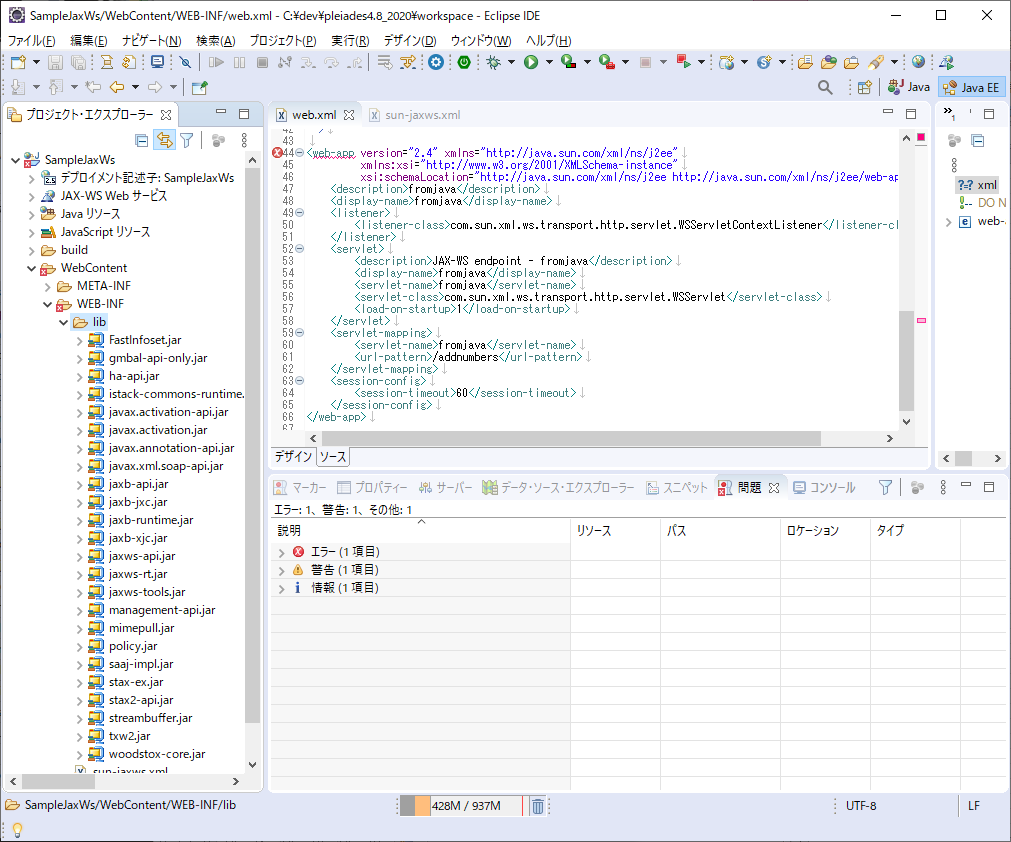 SampleJaxWs/WebContent/WEB-INF/web.xml - C:¥dev¥pleiades4.8_2020¥workspace - Eclipse IDE
ファイル(F) 編集(E) ナビゲート(N) 検索(A) プロジェクト(P) 実行(R) デザイン(D) ウィンドウ(W) ヘルプ(H)
Java Java EE
プロジェクト・エクスプローラー
SampleJaxWs
デプロイメント記述子: SampleJaxWs
JAX-WS Web サービス
Java リソース
JavaScript リソース
build
WebContent
META-INF
WEB-INF
lib
FastInfoset.jar
gmbal-api-only.jar
ha-api.jar
istack-commons-runtime.
javax.activation-api.jar
javax.activation.jar
javax.annotation-api.jar
javax.xml.soap-api.jar
jaxb-api.jar
jaxb-jxc.jar
jaxb-runtime.jar
jaxb-xjc.jar
jaxws-api.jar
jaxws-rt.jar
jaxws-tools.jar
management-api.jar
mimepull.jar
policy.jar
saaj-impl.jar
stax-ex.jar
stax2-api.jar
streambuffer.jar
txw2.jar
woodstox-core.jar
sun-jaxws.xml
web.xml sun-jaxws.xml
42
43
44 <web-app version="2.4" xmlns="http://java.sun.com/xml/ns/j2ee"
45 xmlns:xsi="http://www.w3.org/2001/XMLSchema-instance"
46 xsi:schemaLocation="http://java.sun.com/xml/ns/j2ee http://java.sun.com/xml/ns/j2ee/web-ap
47 <description>fromjava</description>↓
48 <display-name>fromjava</display-name>↓
49 <listener>↓
50 <listener-class>com.sun.xml.ws.transport.http.servlet.WSServletContextListener</listener-cl
51 </listener>↓
52 <servlet>↓
53 <description>JAX-WS endpoint - fromjava</description>↓
54 <display-name>fromjava</display-name>↓
55 <servlet-name>fromjava</servlet-name>↓
56 <servlet-class>com.sun.xml.ws.transport.http.servlet.WSServlet</servlet-class>↓
57 <load-on-startup>1</load-on-startup>↓
58 </servlet>↓
59 <servlet-mapping>↓
60 <servlet-name>fromjava</servlet-name>↓
61 <url-pattern>/addnumbers</url-pattern>↓
62 </servlet-mapping>↓
63 <session-config>↓
64 <session-timeout>60</session-timeout>↓
65 </session-config>↓
66 </web-app>↓
67
デザイン ソース
»1
?=? xml
DO N
web-
マーカー プロパティー サーバー データ・ソース・エクスプローラー スニペット 問題 コンソール
エラー: 1、警告: 1、その他: 1
説明 リソース パス ロケーション タイプ
エラー (1 項目)
警告 (1 項目)
情報 (1 項目)
SampleJaxWs/WebContent/WEB-INF/lib 428M / 937M UTF-8 LF